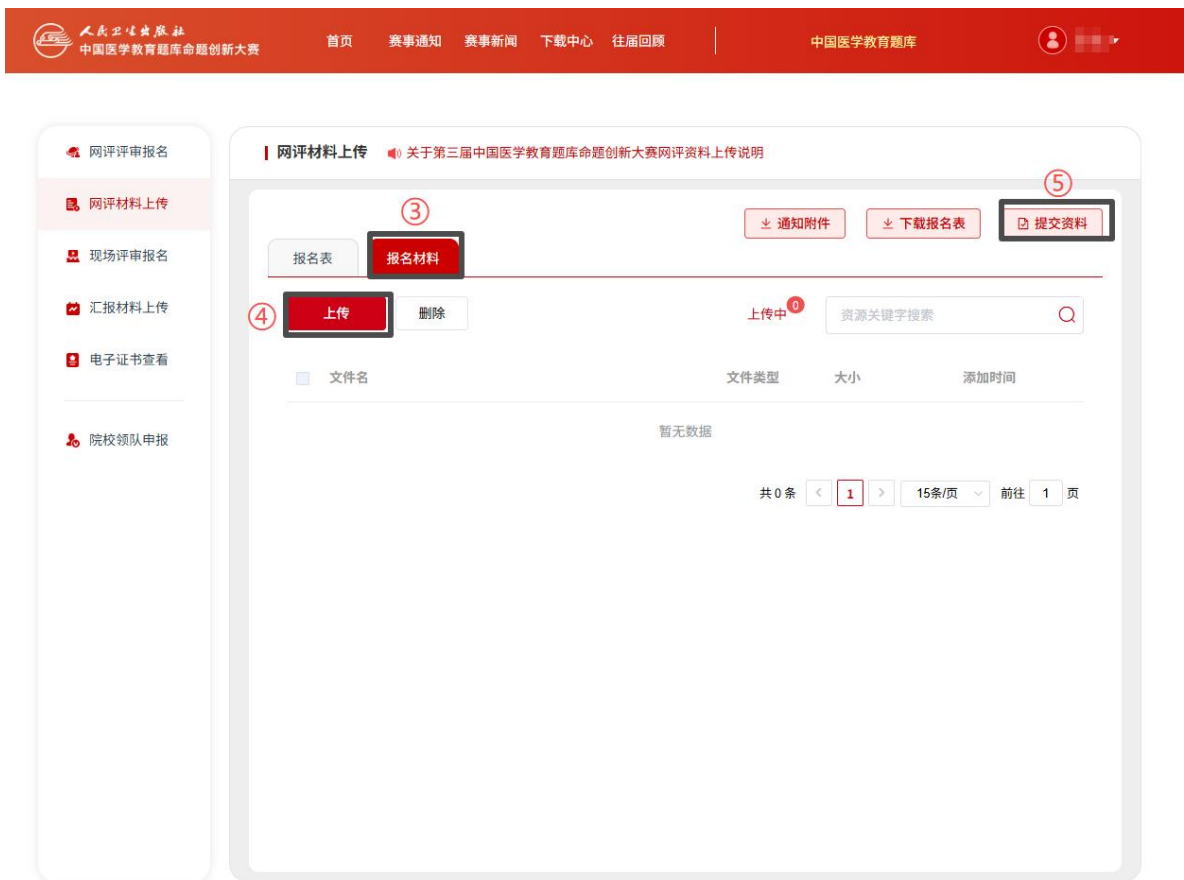 人民卫生出版社
中国医学教育题库命题创新大赛
首页 赛事通知 赛事新闻 下载中心 往届回顾 中国医学教育题库
网评评审报名
网评材料上传
现场评审报名
汇报材料上传
电子证书查看
院校领队申报
网评材料上传 关于第三届中国医学教育题库命题创新大赛网评资料上传说明
⑤
通知附件 下载报名表 提交资料
③
报名表 报名材料
④ 上传 删除 上传中 0 资源关键字搜索
文件名 文件类型 大小 添加时间
暂无数据
共 0 条 < 1 > 15条/页 前往 1 页